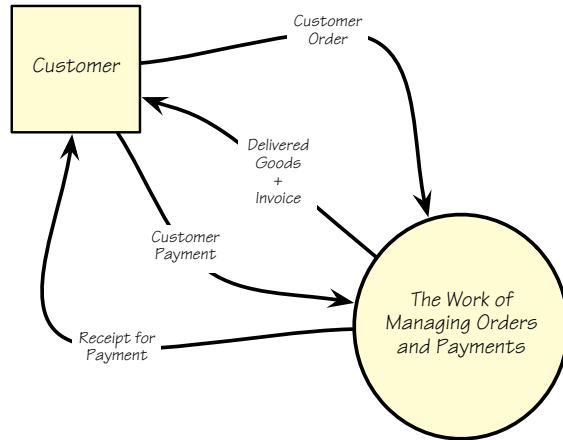 Customer
Order
Customer
Delivered
Goods
+
Invoice
Customer
Payment
The Work of
Managing Orders
and Payments
Receipt for
Payment